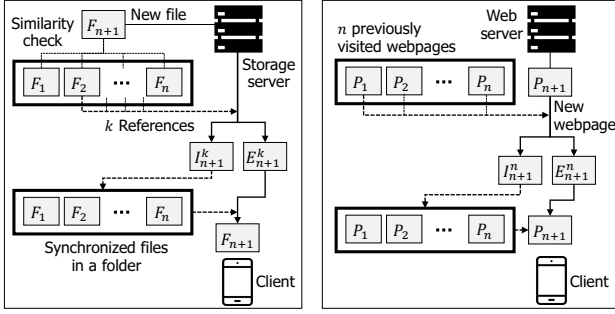 Similarity
check
F_{n+1}
New file
F_1 F_2 ··· F_n
Storage
server
k References
I^k_{n+1} E^k_{n+1}
F_1 F_2 ··· F_n
Synchronized files
in a folder
F_{n+1}
Client
n previously
visited webpages
Web
server
P_1 P_2 ··· P_n
P_{n+1}
New
webpage
I^n_{n+1} E^n_{n+1}
P_1 P_2 ··· P_n
P_{n+1}
Client